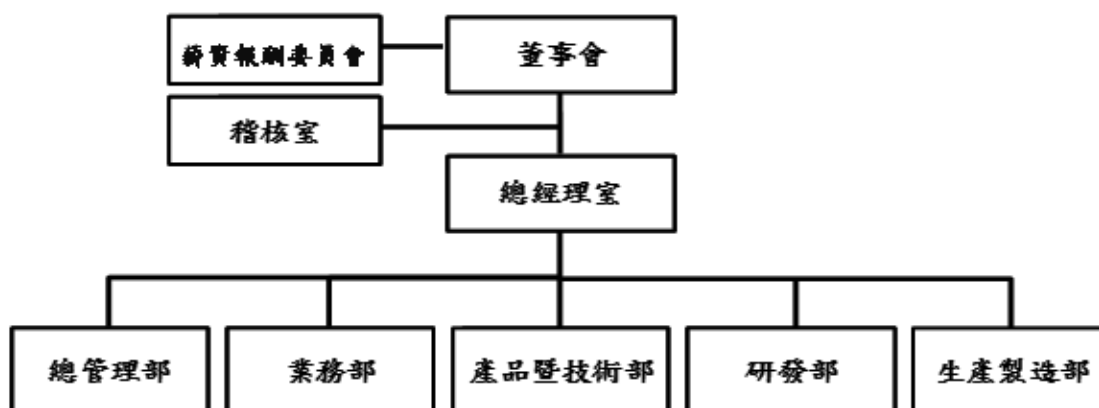 薪資報酬委員會
董事會
稽核室
總經理室
總管理部
業務部
產品暨技術部
研發部
生產製造部